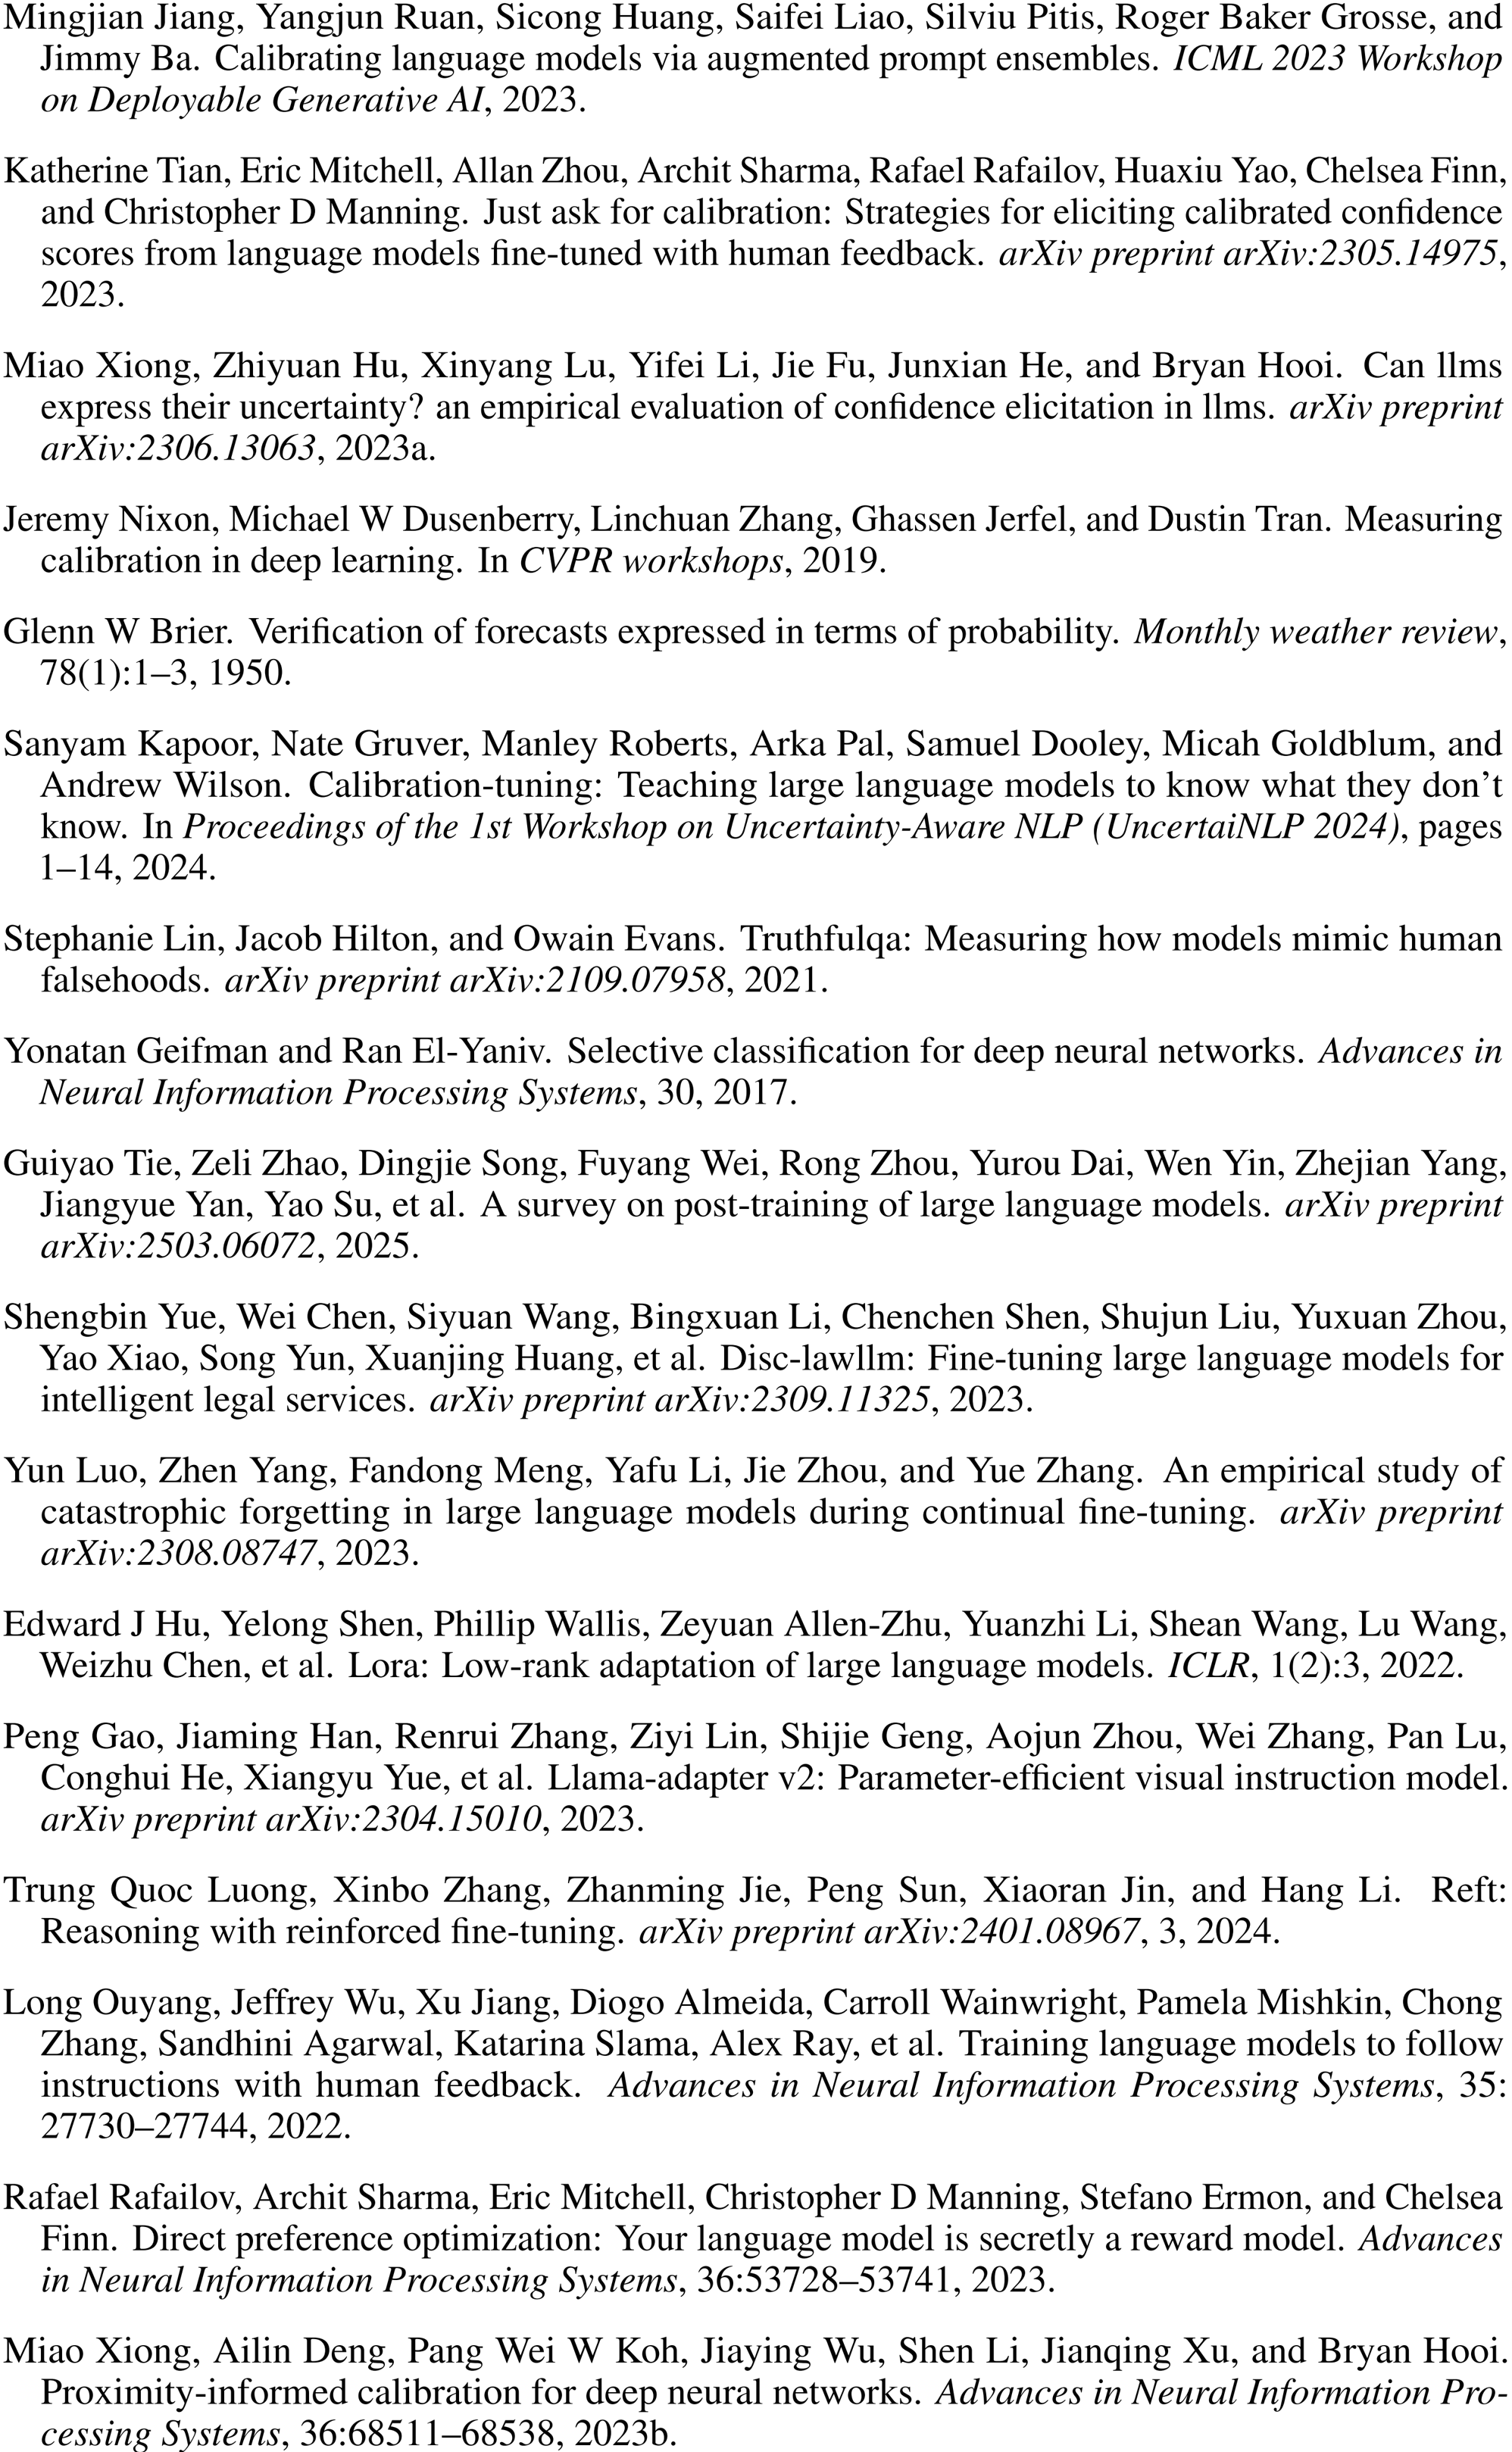 Mingjian Jiang, Yangjun Ruan, Sicong Huang, Saifei Liao, Silviu Pitis, Roger Baker Grosse, and
Jimmy Ba. Calibrating language models via augmented prompt ensembles. ICML 2023 Workshop
on Deployable Generative AI, 2023.
Katherine Tian, Eric Mitchell, Allan Zhou, Archit Sharma, Rafael Rafailov, Huaxiu Yao, Chelsea Finn,
and Christopher D Manning. Just ask for calibration: Strategies for eliciting calibrated confidence
scores from language models fine-tuned with human feedback. arXiv preprint arXiv:2305.14975,
2023.
Miao Xiong, Zhiyuan Hu, Xinyang Lu, Yifei Li, Jie Fu, Junxian He, and Bryan Hooi. Can llms
express their uncertainty? an empirical evaluation of confidence elicitation in llms. arXiv preprint
arXiv:2306.13063, 2023a.
Jeremy Nixon, Michael W Dusenberry, Linchuan Zhang, Ghassen Jerfel, and Dustin Tran. Measuring
calibration in deep learning. In CVPR workshops, 2019.
Glenn W Brier. Verification of forecasts expressed in terms of probability. Monthly weather review,
78(1):1–3, 1950.
Sanyam Kapoor, Nate Gruver, Manley Roberts, Arka Pal, Samuel Dooley, Micah Goldblum, and
Andrew Wilson. Calibration-tuning: Teaching large language models to know what they don't
know. In Proceedings of the 1st Workshop on Uncertainty-Aware NLP (UncertaiNLP 2024), pages
1–14, 2024.
Stephanie Lin, Jacob Hilton, and Owain Evans. Truthfulqa: Measuring how models mimic human
falsehoods. arXiv preprint arXiv:2109.07958, 2021.
Yonatan Geifman and Ran El-Yaniv. Selective classification for deep neural networks. Advances in
Neural Information Processing Systems, 30, 2017.
Guiyao Tie, Zeli Zhao, Dingjie Song, Fuyang Wei, Rong Zhou, Yurou Dai, Wen Yin, Zhejian Yang,
Jiangyue Yan, Yao Su, et al. A survey on post-training of large language models. arXiv preprint
arXiv:2503.06072, 2025.
Shengbin Yue, Wei Chen, Siyuan Wang, Bingxuan Li, Chenchen Shen, Shujun Liu, Yuxuan Zhou,
Yao Xiao, Song Yun, Xuanjing Huang, et al. Disc-lawllm: Fine-tuning large language models for
intelligent legal services. arXiv preprint arXiv:2309.11325, 2023.
Yun Luo, Zhen Yang, Fandong Meng, Yafu Li, Jie Zhou, and Yue Zhang. An empirical study of
catastrophic forgetting in large language models during continual fine-tuning. arXiv preprint
arXiv:2308.08747, 2023.
Edward J Hu, Yelong Shen, Phillip Wallis, Zeyuan Allen-Zhu, Yuanzhi Li, Shean Wang, Lu Wang,
Weizhu Chen, et al. Lora: Low-rank adaptation of large language models. ICLR, 1(2):3, 2022.
Peng Gao, Jiaming Han, Renrui Zhang, Ziyi Lin, Shijie Geng, Aojun Zhou, Wei Zhang, Pan Lu,
Conghui He, Xiangyu Yue, et al. Llama-adapter v2: Parameter-efficient visual instruction model.
arXiv preprint arXiv:2304.15010, 2023.
Trung Quoc Luong, Xinbo Zhang, Zhanming Jie, Peng Sun, Xiaoran Jin, and Hang Li. Reft:
Reasoning with reinforced fine-tuning. arXiv preprint arXiv:2401.08967, 3, 2024.
Long Ouyang, Jeffrey Wu, Xu Jiang, Diogo Almeida, Carroll Wainwright, Pamela Mishkin, Chong
Zhang, Sandhini Agarwal, Katarina Slama, Alex Ray, et al. Training language models to follow
instructions with human feedback. Advances in Neural Information Processing Systems, 35:
27730–27744, 2022.
Rafael Rafailov, Archit Sharma, Eric Mitchell, Christopher D Manning, Stefano Ermon, and Chelsea
Finn. Direct preference optimization: Your language model is secretly a reward model. Advances
in Neural Information Processing Systems, 36:53728–53741, 2023.
Miao Xiong, Ailin Deng, Pang Wei W Koh, Jiaying Wu, Shen Li, Jianqing Xu, and Bryan Hooi.
Proximity-informed calibration for deep neural networks. Advances in Neural Information Pro-
cessing Systems, 36:68511–68538, 2023b.